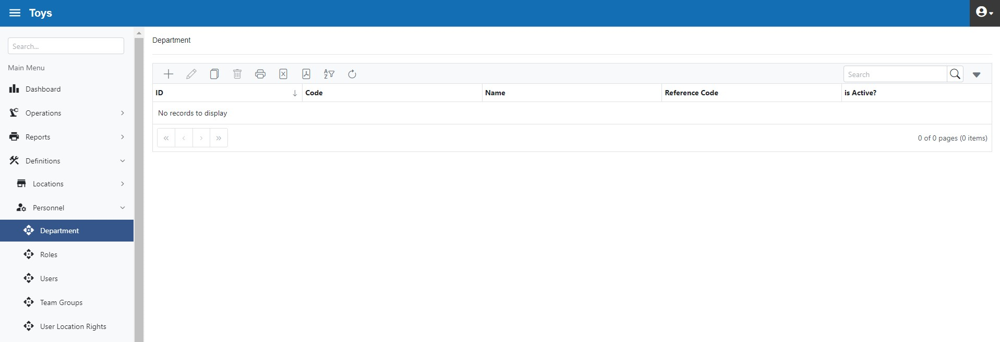 Toys
Search...
Main Menu
Dashboard
Operations
Reports
Definitions
Locations
Personnel
Department
Roles
Users
Team Groups
User Location Rights
Department
Search
ID Code Name Reference Code is Active?
No records to display
« ‹ › » 0 of 0 pages (0 items)